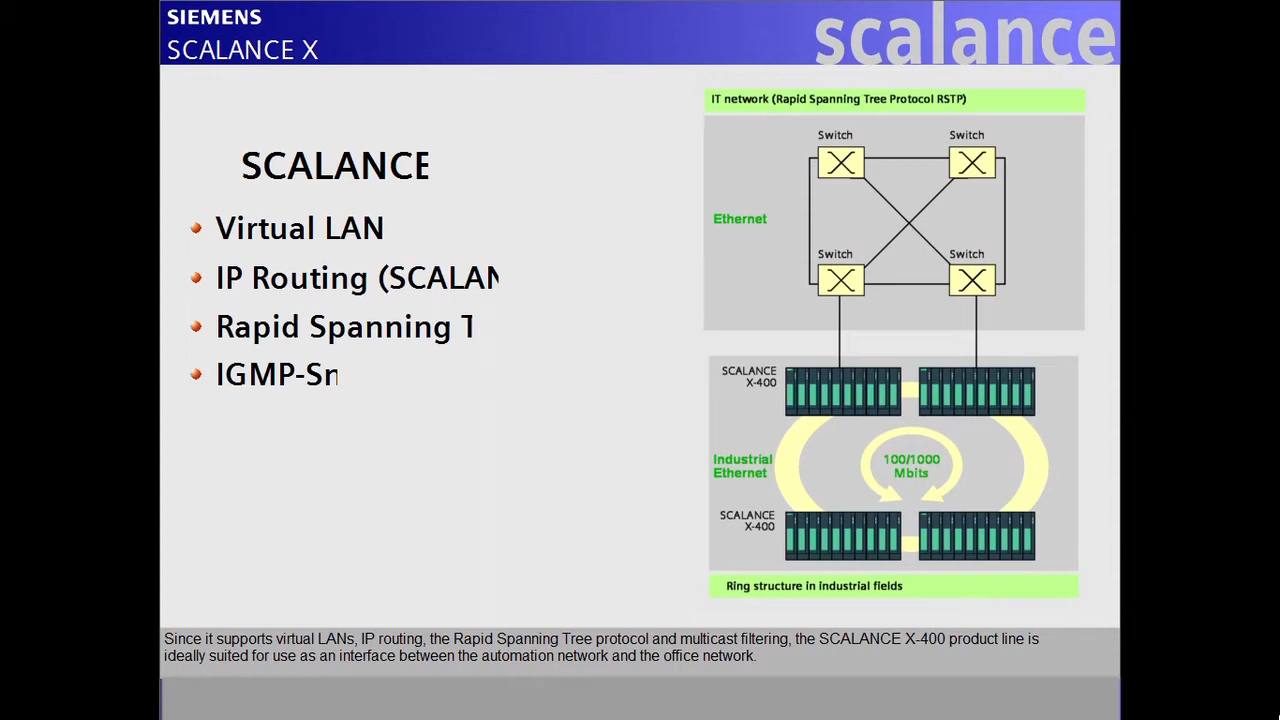 SIEMENS
SCALANCE X
scalance
SCALANCE
Virtual LAN
IP Routing (SCALAN
Rapid Spanning T
IGMP-Sn
IT network (Rapid Spanning Tree Protocol RSTP)
Switch
Switch
Ethernet
Switch
Switch
SCALANCE
X-400
Industrial
Ethernet
100/1000
Mbits
SCALANCE
X-400
Ring structure in industrial fields
Since it supports virtual LANs, IP routing, the Rapid Spanning Tree protocol and multicast filtering, the SCALANCE X-400 product line is
ideally suited for use as an interface between the automation network and the office network.